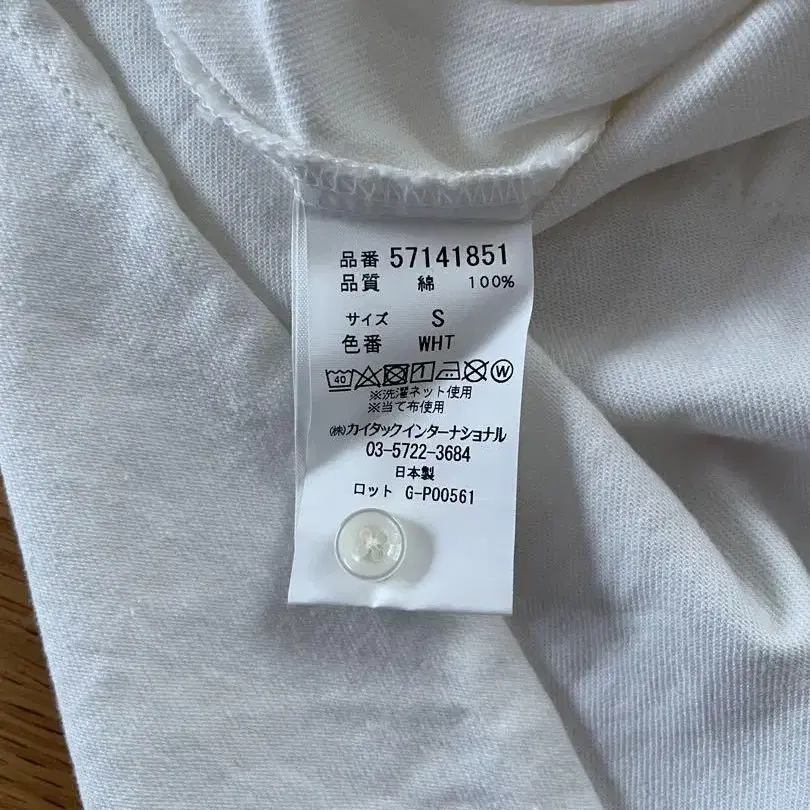 品番 57141851
品質 綿 100%
サイズ S
色番 WHT
40 W
※洗濯ネット使用
※当て布使用
㈱カイタックインターナショナル
03-5722-3684
日本製
ロット G-P00561